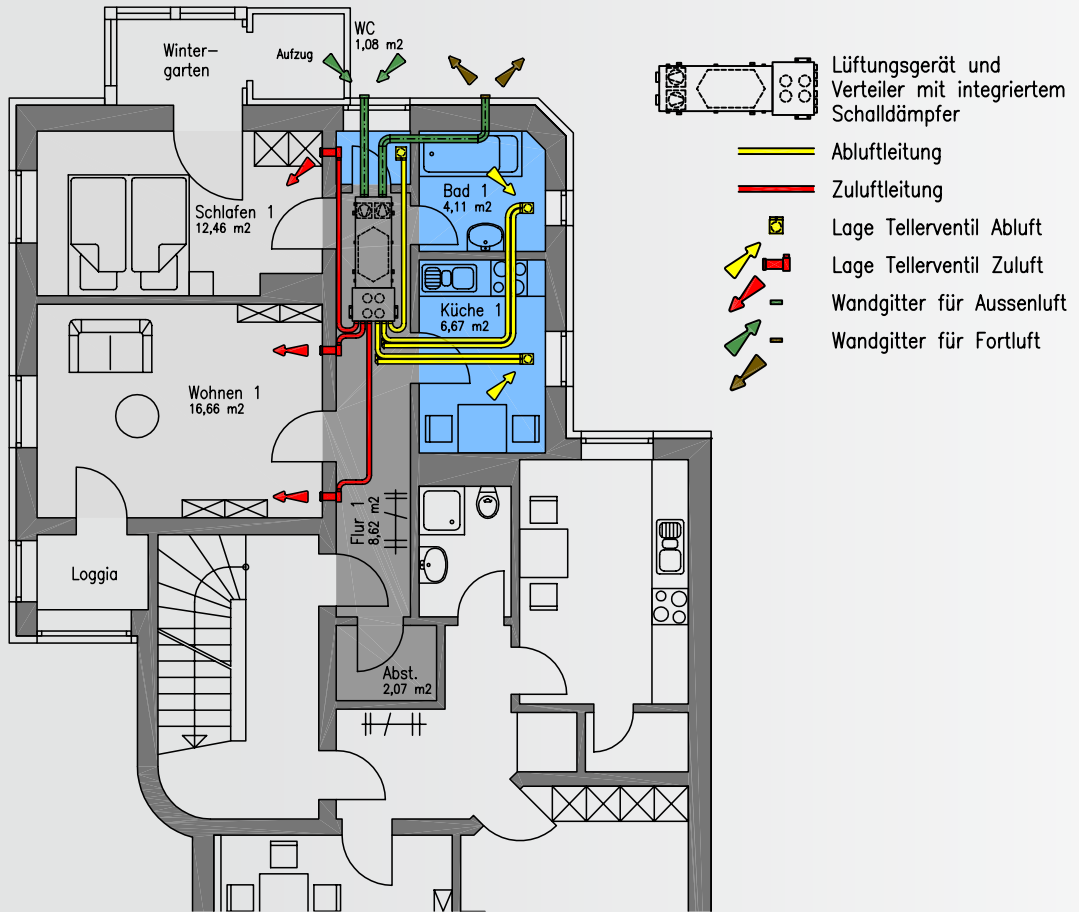 WC
1,08 m2
Winter-
garten
Aufzug
Schlafen 1
12,46 m2
Bad 1
4,11 m2
Küche 1
6,67 m2
Wohnen 1
16,66 m2
Flur 1
8,62 m2
Loggia
Abst.
2,07 m2
Lüftungsgerät und
Verteiler mit integriertem
Schalldämpfer
Abluftleitung
Zuluftleitung
Lage Tellerventil Abluft
Lage Tellerventil Zuluft
Wandgitter für Aussenluft
Wandgitter für Fortluft